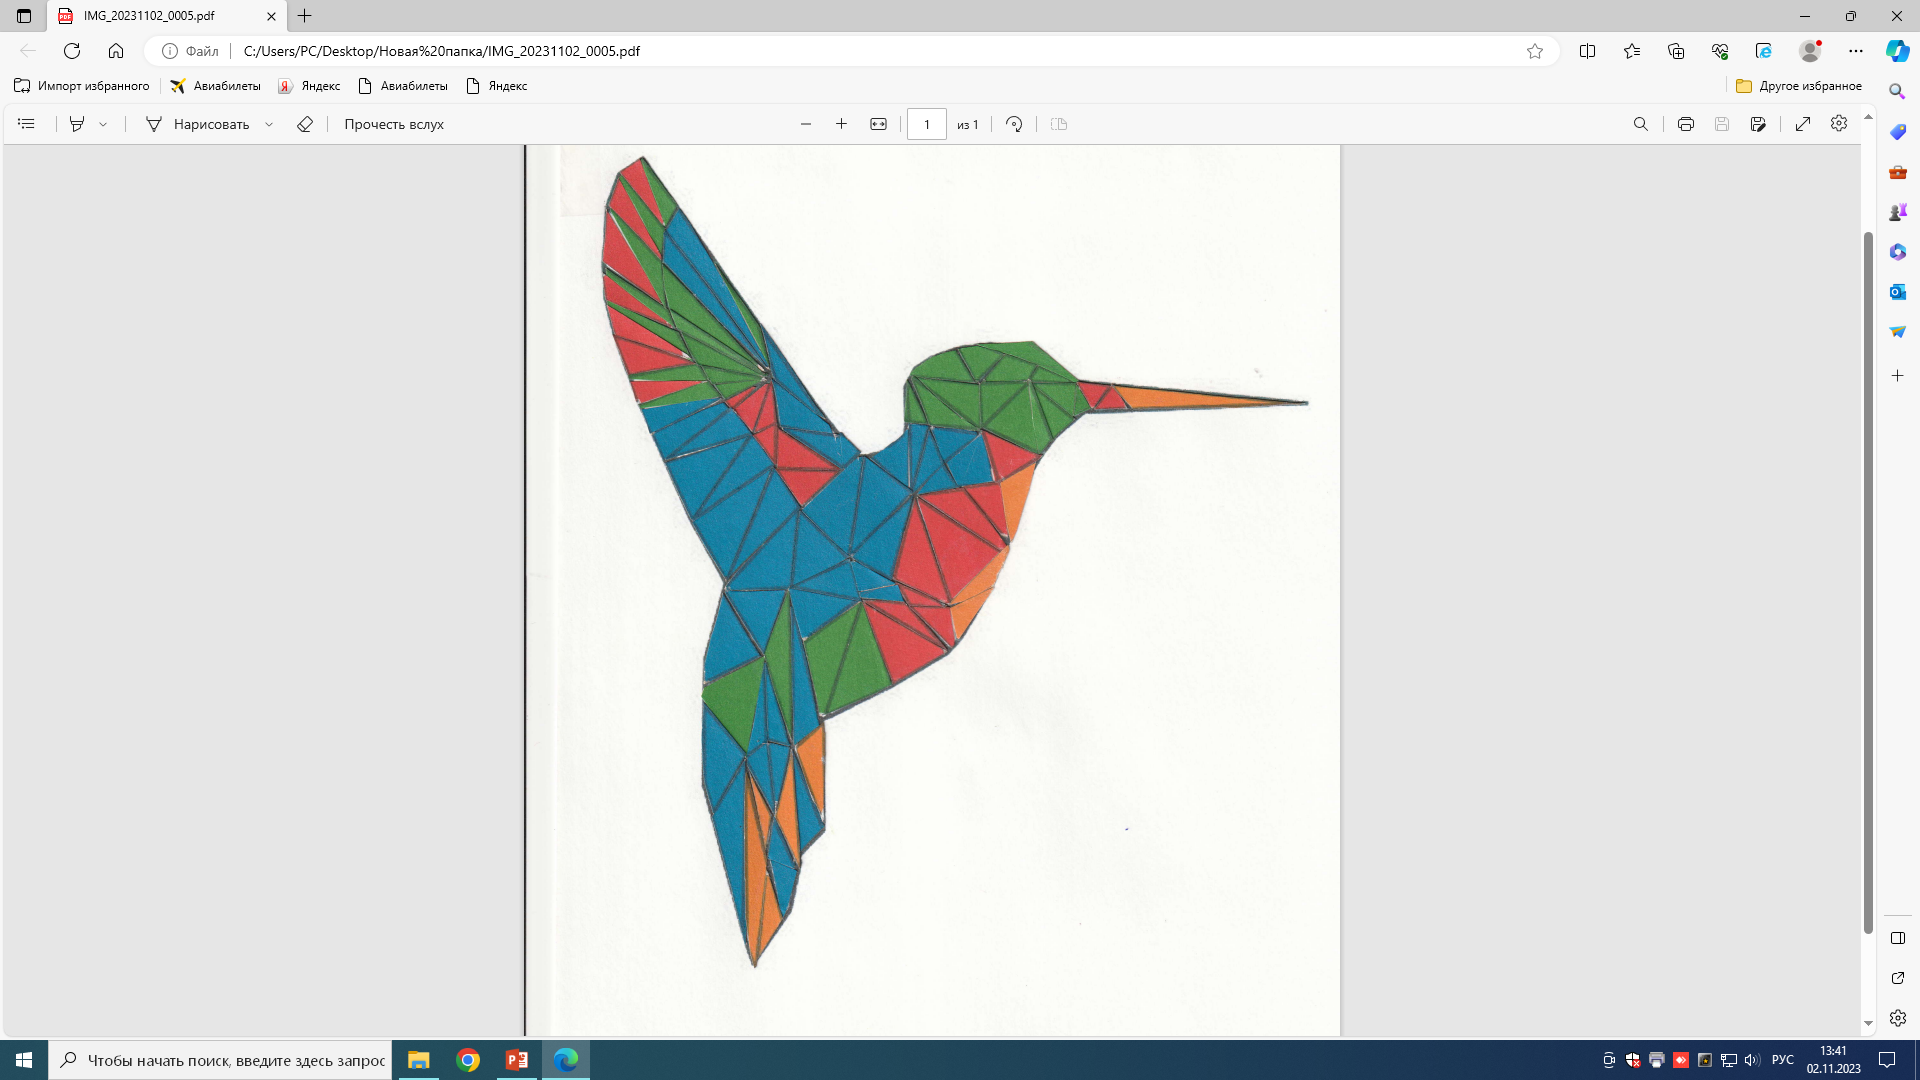 IMG_20231102_0005.pdf
Файл
C:/Users/PC/Desktop/Новая%20папка/IMG_20231102_0005.pdf
Импорт избранного
Авиабилеты
Яндекс
Авиабилеты
Яндекс
Другое избранное
Нарисовать
Прочесть вслух
1
из 1
Чтобы начать поиск, введите здесь запрос
РУС
13:41
02.11.2023